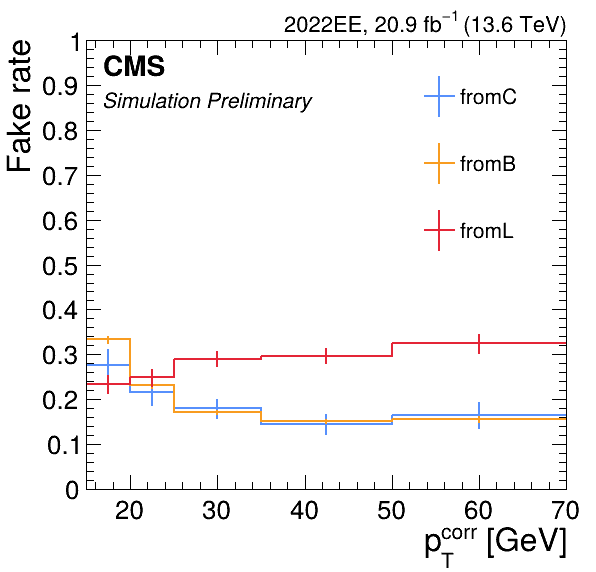 2022EE, 20.9 fb−1 (13.6 TeV)
CMS
Simulation Preliminary
fromC
fromB
fromL
Fake rate
1
0.9
0.8
0.7
0.6
0.5
0.4
0.3
0.2
0.1
0
20 30 40 50 60 70
pTcorr [GeV]